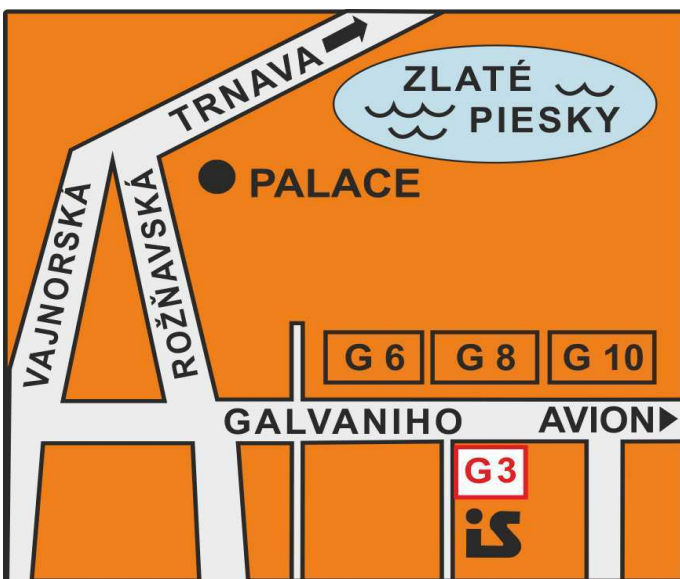 TRNAVA
ZLATÉ
PIESKY
PALACE
VAJNORSKÁ
ROŽŇAVSKÁ
G 6
G 8
G 10
GALVANIHO
AVION
G3
is